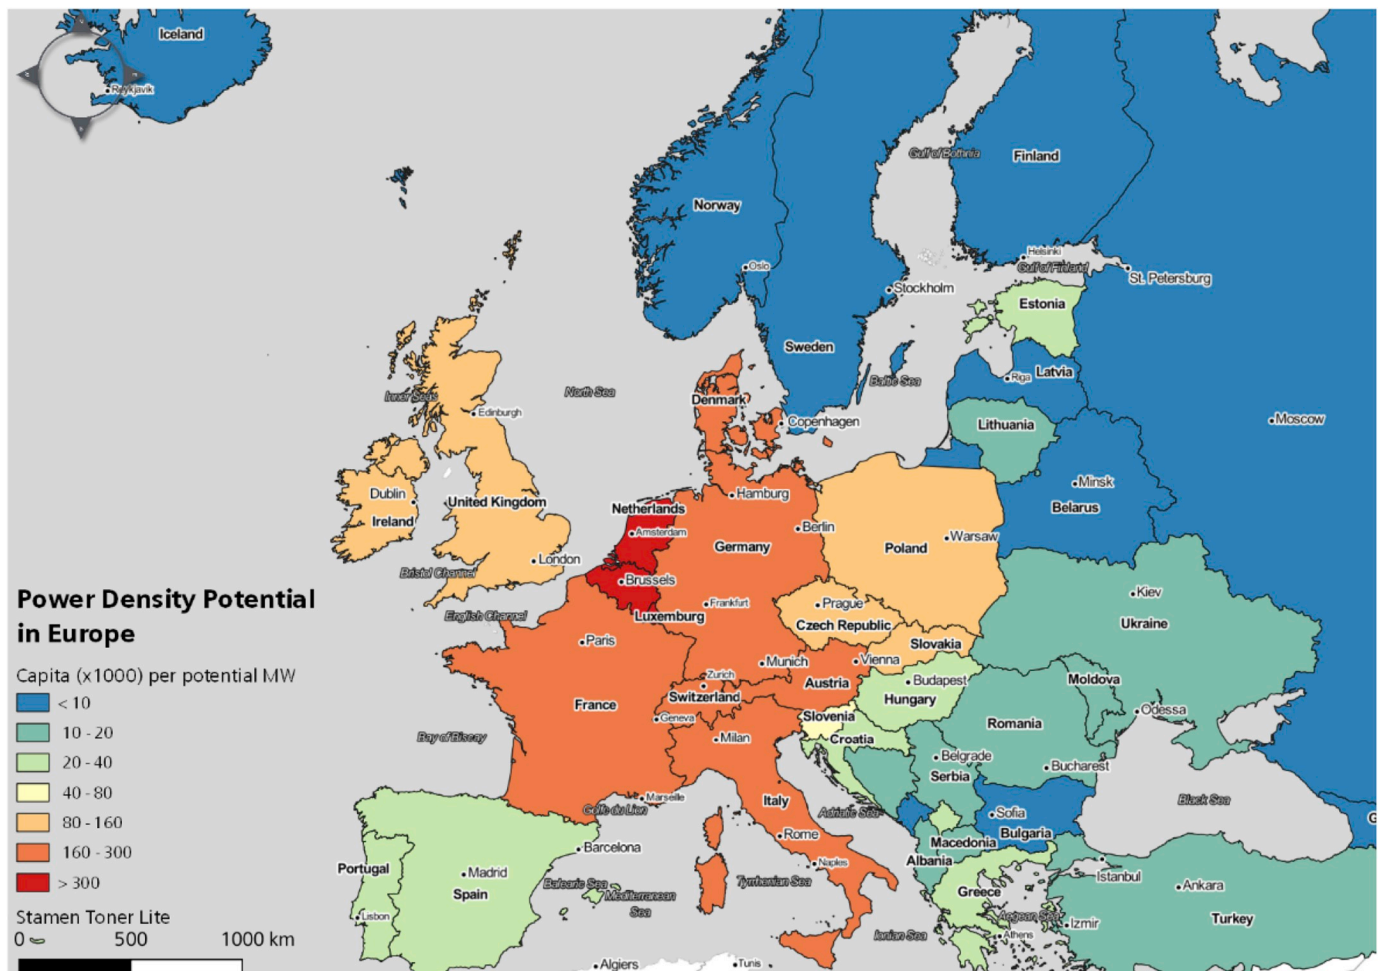 Iceland
Reykjavik
Gulf of Bothnia
Finland
Norway
Helsinki
Oslo
Gulf of Finland
St. Petersburg
Stockholm
Estonia
Sweden
Latvia
Riga
Baltic Sea
North Sea
Inner Seas
Denmark
Edinburgh
Copenhagen
Moscow
Lithuania
Minsk
Belarus
Dublin
United Kingdom
Ireland
Hamburg
Netherlands
Amsterdam
Berlin
Germany
Warsaw
Poland
London
Bristol Channel
Brussels
Kiev
Frankfurt
Prague
English Channel
Luxemburg
Czech Republic
Ukraine
Paris
Slovakia
Munich
Vienna
Zurich
Austria
Budapest
Moldova
Switzerland
Hungary
France
Geneva
Slovenia
Odessa
Romania
Bay of Biscay
Milan
Croatia
Belgrade
Bucharest
Serbia
Marseille
Golfe du Lion
Italy
Adriatic Sea
Black Sea
Sofia
Bulgaria
G
Rome
Barcelona
Macedonia
Naples
Albania
Portugal
Madrid
Spain
Balearic Sea
Tyrrhenian Sea
Mediterranean
Sea
Istanbul
Ankara
Greece
Lisbon
Aegean Sea
Izmir
Turkey
Ionian Sea
Athens
Algiers
Tunis
Power Density Potential
in Europe
Capita (x1000) per potential MW
< 10
10 - 20
20 - 40
40 - 80
80 - 160
160 - 300
> 300
Stamen Toner Lite
0 500 1000 km